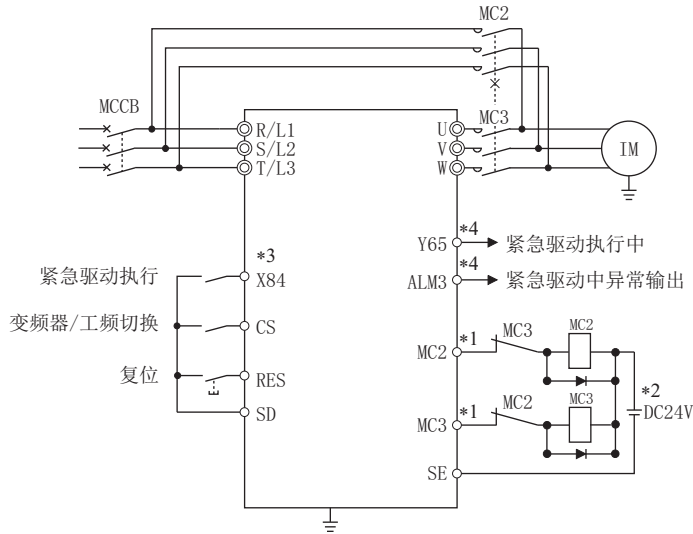 MC2
MCCB
MC3
R/L1
S/L2
T/L3
U
V
W
IM
*4
Y65
紧急驱动执行中
*4
ALM3
紧急驱动中异常输出
*3
紧急驱动执行
X84
变频器/工频切换
CS
复位
RES
SD
*1
MC2
MC3
MC2
*2
DC24V
*1
MC3
MC2
MC3
SE